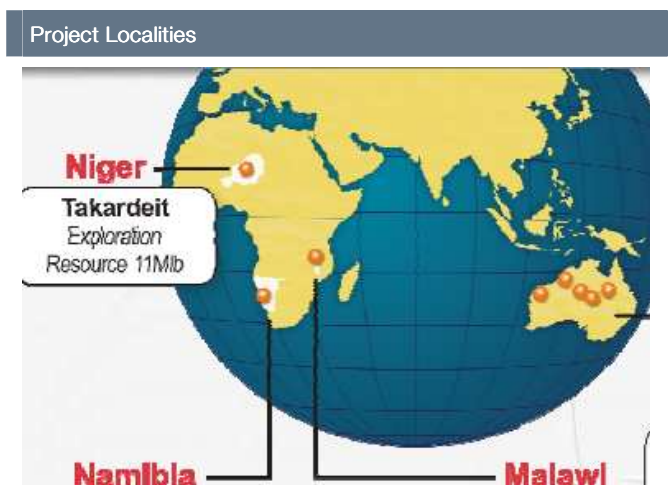 Project Localities
Niger
Takardeit
Exploration
Resource 11Mlb
Namibia
Malawi